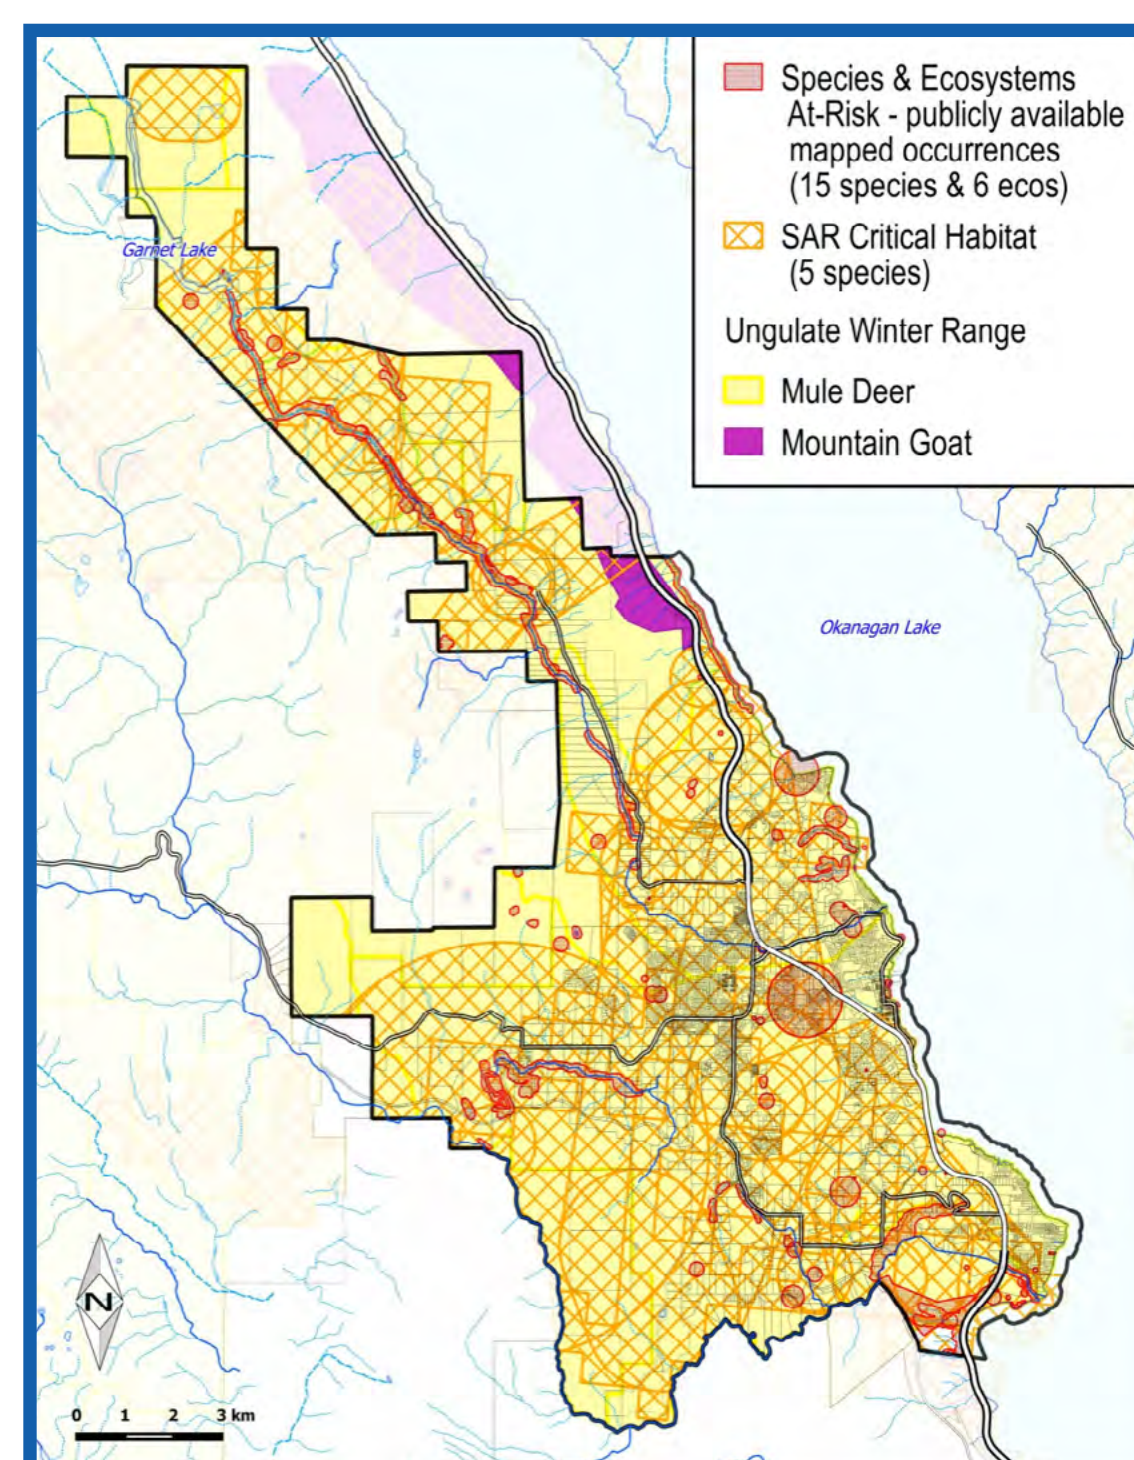 Species & Ecosystems
At-Risk - publicly available
mapped occurrences
(15 species & 6 ecos)
SAR Critical Habitat
(5 species)
Ungulate Winter Range
Mule Deer
Mountain Goat
Garnet Lake
Okanagan Lake
N
0 1 2 3 km